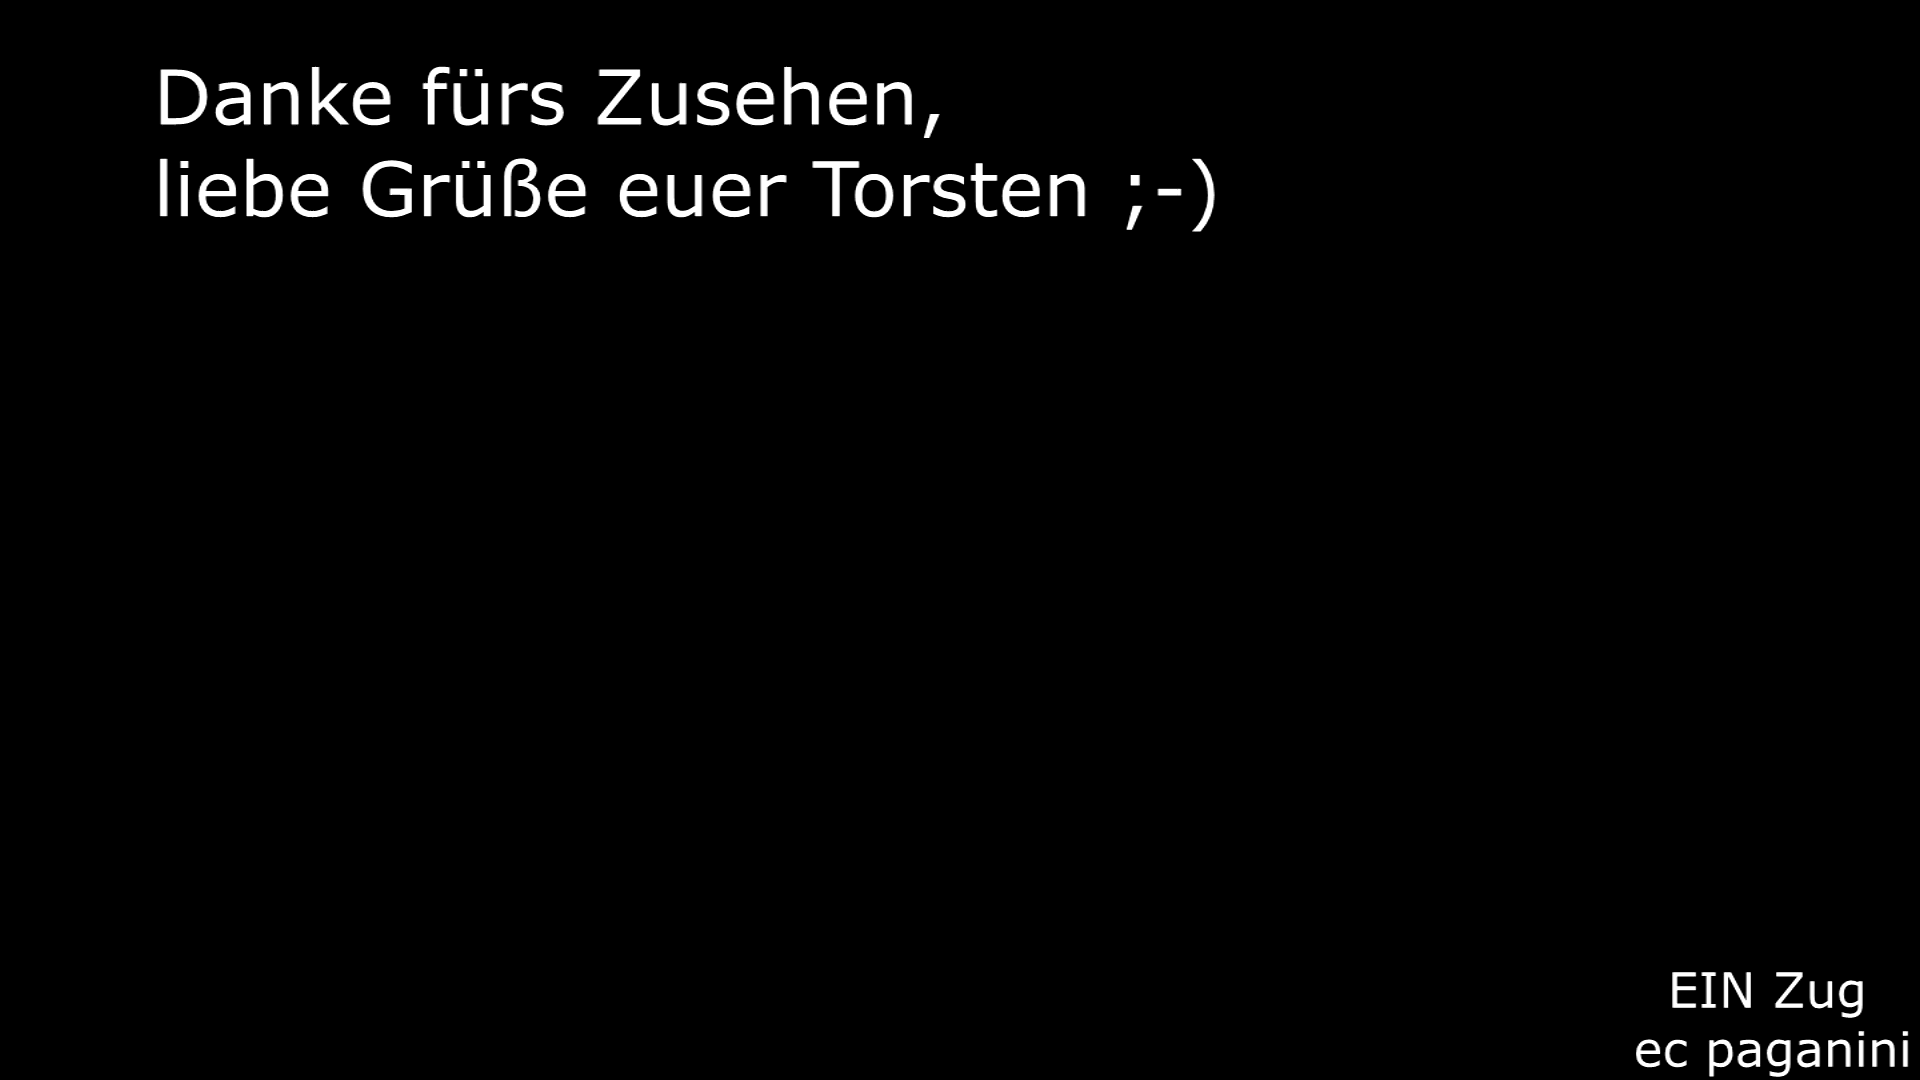 Danke fürs Zusehen,
liebe Grüße euer Torsten ;-)
EIN Zug
ec paganini